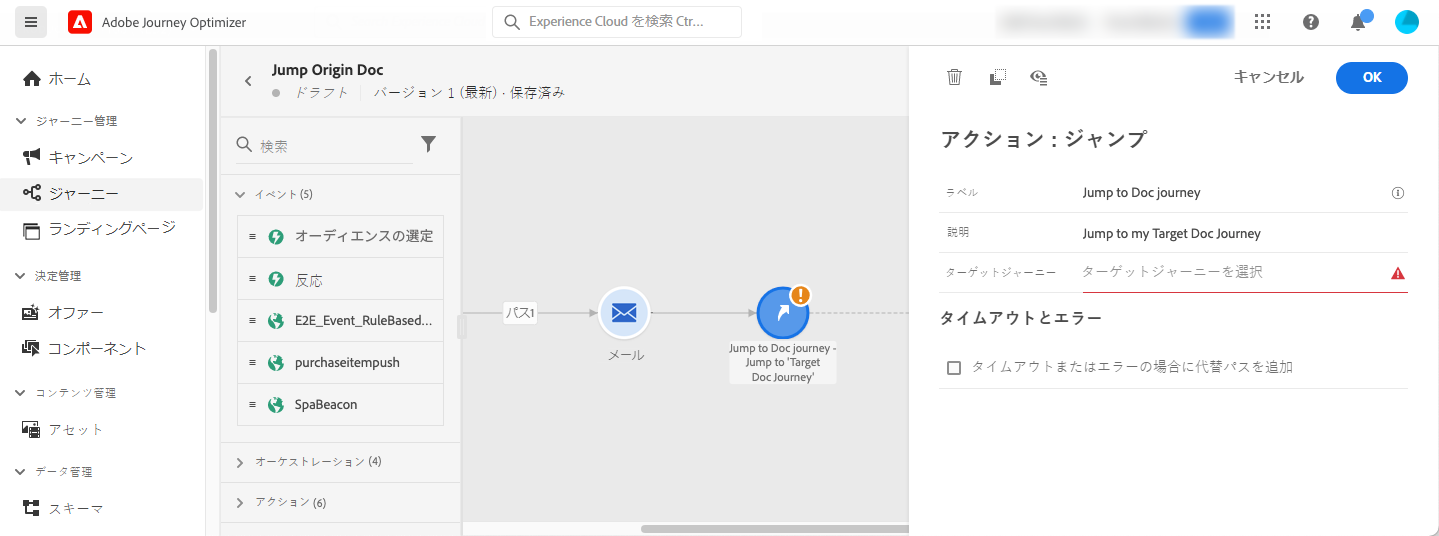 Adobe Journey Optimizer
Experience Cloud を検索 Ctr...
ホーム
ジャーニー管理
キャンペーン
ジャーニー
ランディングページ
決定管理
オファー
コンポーネント
コンテンツ管理
アセット
データ管理
スキーマ
Jump Origin Doc
ドラフト
バージョン 1 (最新) · 保存済み
検索
イベント (5)
オーディエンスの選定
反応
E2E_Event_RuleBased...
purchaseitempush
SpaBeacon
オーケストレーション (4)
アクション (6)
パス1
メール
Jump to Doc journey -
Jump to 'Target
Doc Journey'
キャンセル
OK
アクション : ジャンプ
ラベル
Jump to Doc journey
説明
Jump to my Target Doc Journey
ターゲットジャーニー
ターゲットジャーニーを選択
タイムアウトとエラー
タイムアウトまたはエラーの場合に代替パスを追加